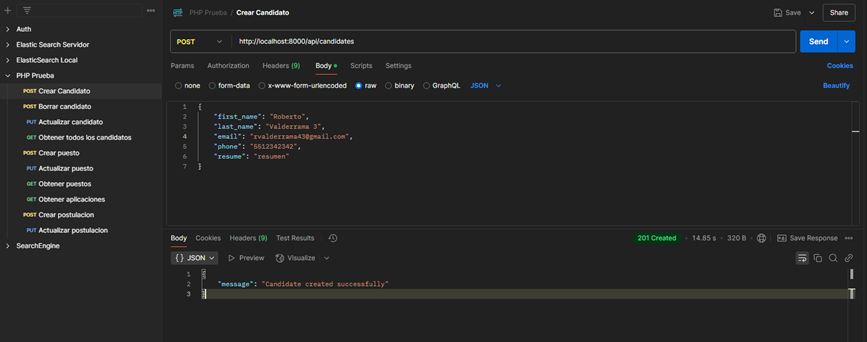 PHP Prueba / Crear Candidato
Save
Share
Auth
Elastic Search Servidor
ElasticSearch Local
PHP Prueba
POST Crear Candidato
POST Borrar candidato
PUT Actualizar candidato
GET Obtener todos los candidatos
POST Crear puesto
PUT Actualizar puesto
GET Obtener puestos
GET Obtener aplicaciones
POST Crear postulacion
PUT Actualizar postulacion
SearchEngine
POST
http://localhost:8000/api/candidates
Send
Params Authorization Headers (9) Body Scripts Settings
Cookies
none form-data x-www-form-urlencoded raw binary GraphQL JSON
Beautify
1 {
2 "first_name": "Roberto",
3 "last_name": "Valderrama 3",
4 "email": "rvalderrama43@gmail.com",
5 "phone": "5512342342",
6 "resume": "resumen"
7 }
Body Cookies Headers (9) Test Results
201 Created 14.85 s 320 B Save Response
{} JSON Preview Visualize
1 {
2 "message": "Candidate created successfully"
3 }